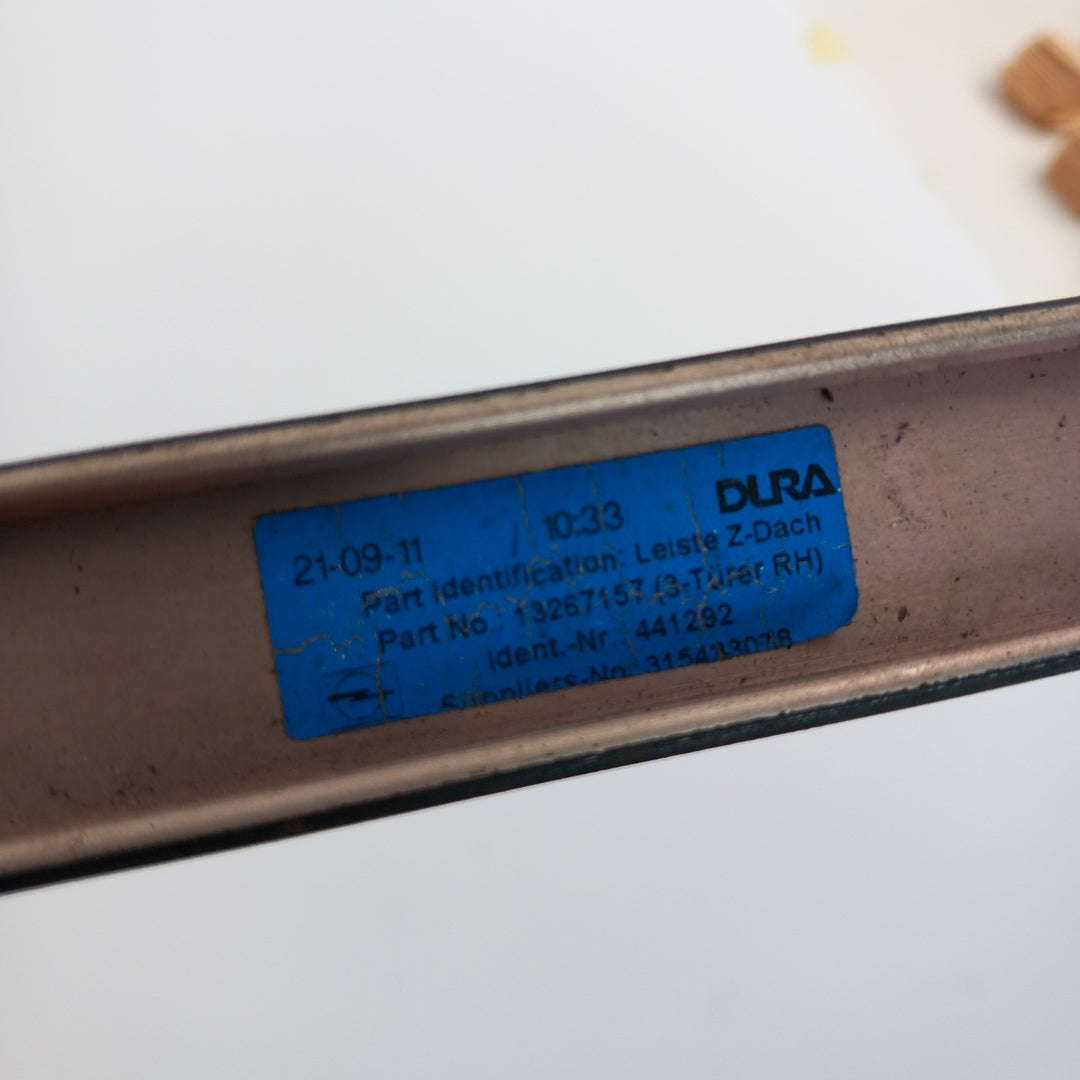 DURA
21-09-11 / 10:33
Part Identification: Leiste Z-Dach
Part No.: 13267157 (3-Türer RH)
Ident.-Nr.: 441292
Suppliers-No.: 315433078